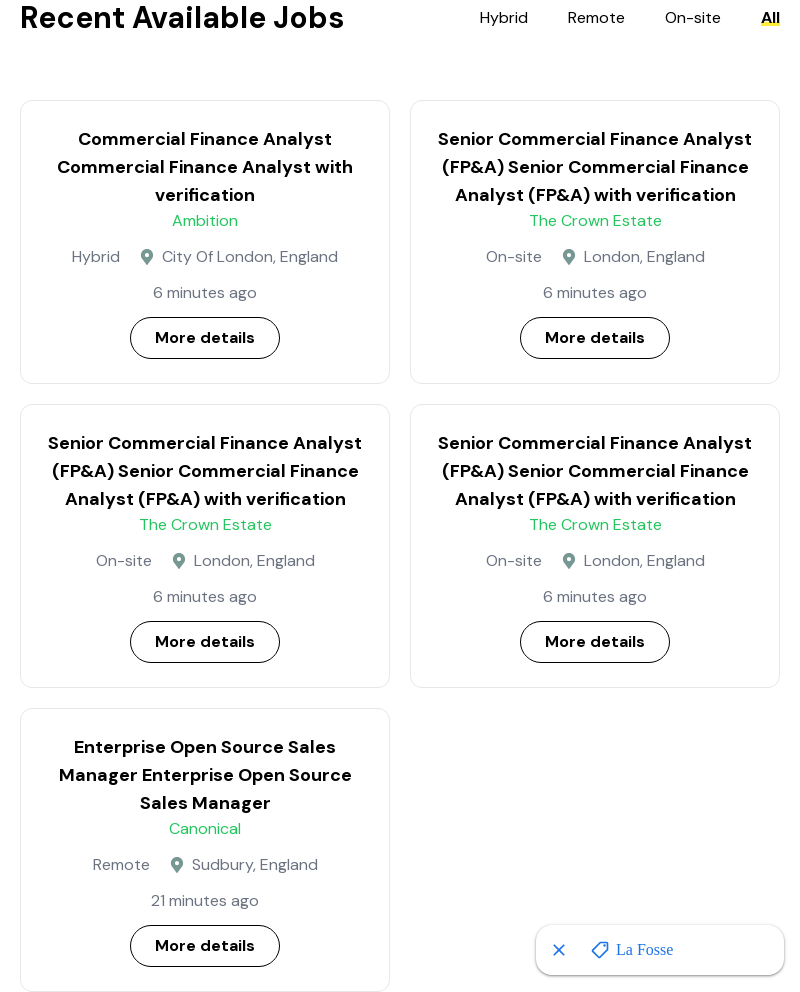 Recent Available Jobs
Hybrid
Remote
On-site
All
Commercial Finance Analyst
Commercial Finance Analyst with
verification
Ambition
Hybrid
City Of London, England
6 minutes ago
More details
Senior Commercial Finance Analyst
(FP&A) Senior Commercial Finance
Analyst (FP&A) with verification
The Crown Estate
On-site
London, England
6 minutes ago
More details
Senior Commercial Finance Analyst
(FP&A) Senior Commercial Finance
Analyst (FP&A) with verification
The Crown Estate
On-site
London, England
6 minutes ago
More details
Senior Commercial Finance Analyst
(FP&A) Senior Commercial Finance
Analyst (FP&A) with verification
The Crown Estate
On-site
London, England
6 minutes ago
More details
Enterprise Open Source Sales
Manager Enterprise Open Source
Sales Manager
Canonical
Remote
Sudbury, England
21 minutes ago
More details
La Fosse